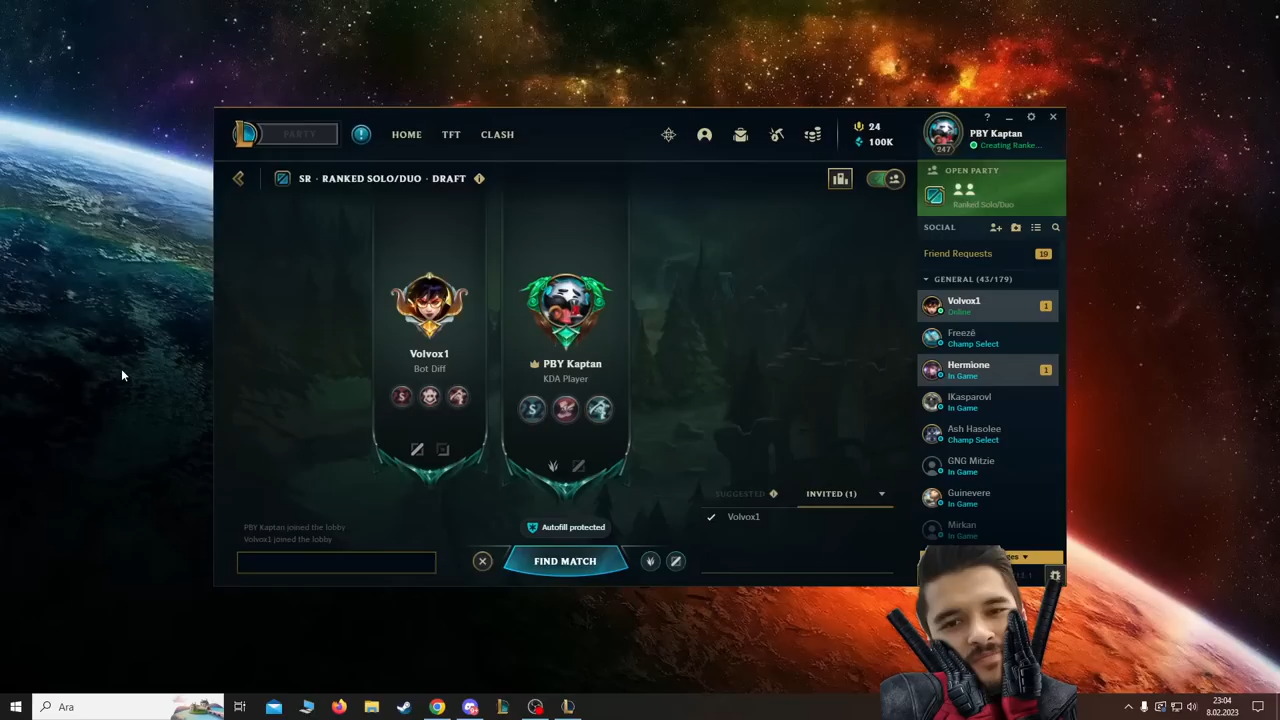 PARTY
HOME
TFT
CLASH
24
100K
247
PBY Kaptan
Creating Ranke...
SR · RANKED SOLO/DUO · DRAFT
OPEN PARTY
Ranked Solo/Duo
SOCIAL
Friend Requests
19
GENERAL (43/179)
Volvox1
Online
1
Freezê
Champ Select
Hermione
In Game
1
IKasparovI
In Game
Ash Hasolee
Champ Select
GNG Mitzie
In Game
Guinevere
In Game
Mirkan
In Game
Volvox1
Bot Diff
PBY Kaptan
KDA Player
SUGGESTED
INVITED (1)
Volvox1
PBY Kaptan joined the lobby
Volvox1 joined the lobby
Autofill protected
FIND MATCH
Ara
23:04
8.02.2023